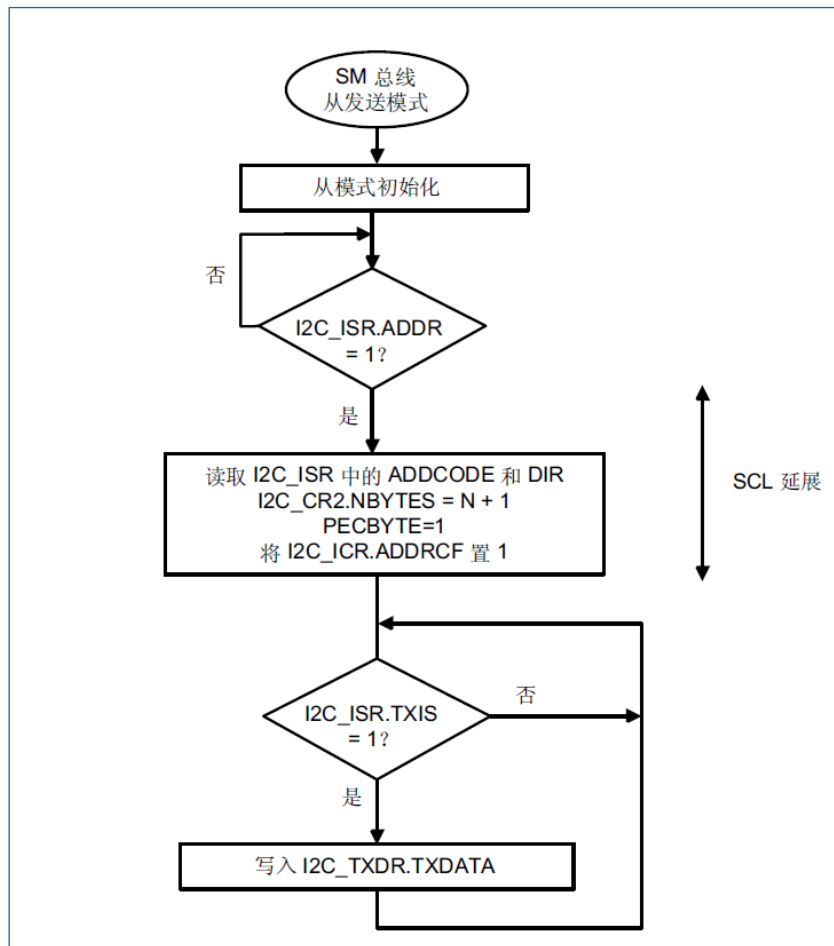 SM 总线
从发送模式
从模式初始化
否
I2C_ISR.ADDR
= 1?
是
读取 I2C_ISR 中的 ADDCODE 和 DIR
I2C_CR2.NBYTES = N + 1
PECBYTE=1
将 I2C_ICR.ADDRCF 置 1
SCL 延展
I2C_ISR.TXIS
= 1?
否
是
写入 I2C_TXDR.TXDATA